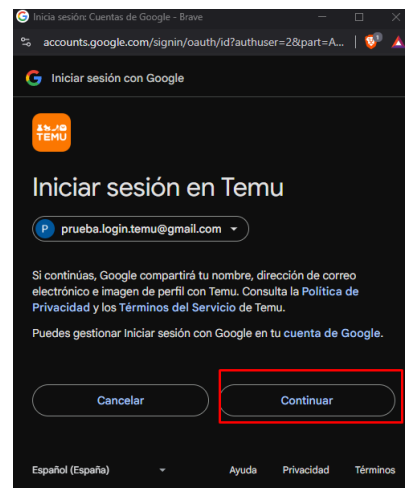 Inicia sesión: Cuentas de Google - Brave
accounts.google.com/signin/oauth/id?authuser=2&part=A...
Iniciar sesión con Google
TEMU
Iniciar sesión en Temu
P prueba.login.temu@gmail.com
Si continúas, Google compartirá tu nombre, dirección de correo
electrónico e imagen de perfil con Temu. Consulta la Política de
Privacidad y los Términos del Servicio de Temu.
Puedes gestionar Iniciar sesión con Google en tu cuenta de Google.
Cancelar Continuar
Español (España) Ayuda Privacidad Términos